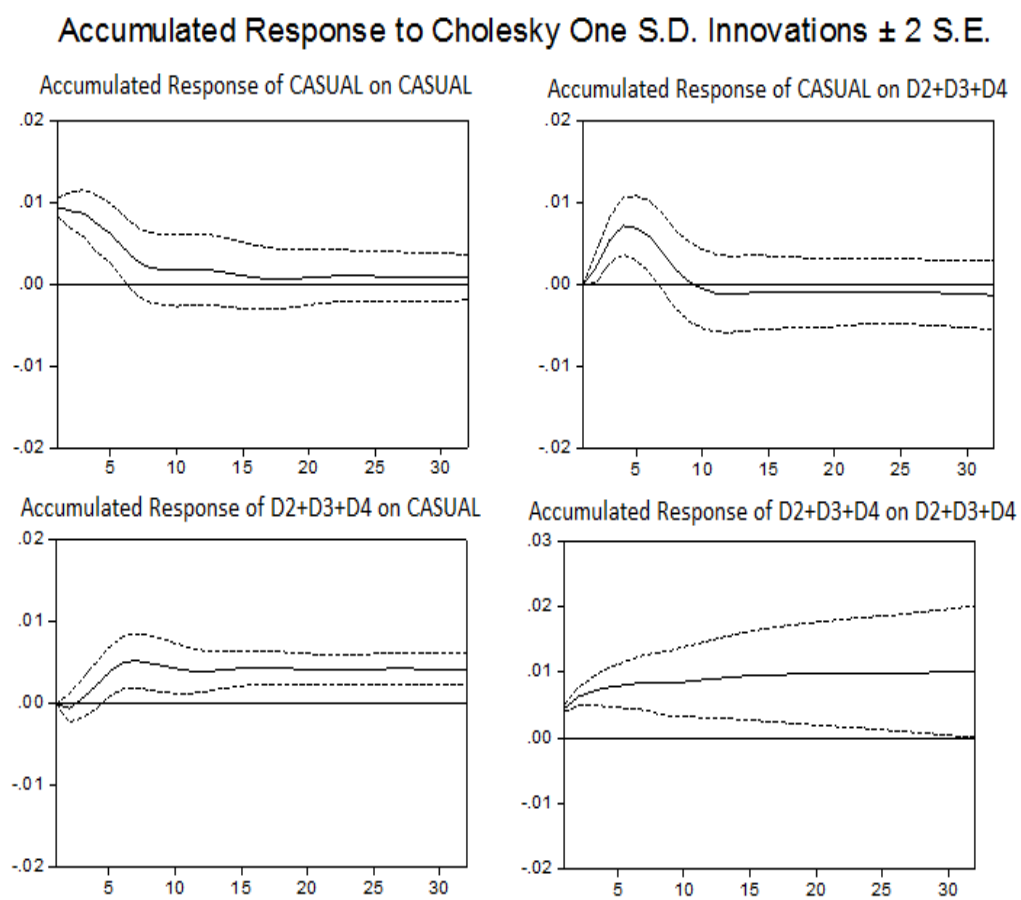 Accumulated Response to Cholesky One S.D. Innovations ± 2 S.E.
Accumulated Response of CASUAL on CASUAL
.02
.01
.00
-.01
-.02
5 10 15 20 25 30
Accumulated Response of CASUAL on D2+D3+D4
.02
.01
.00
-.01
-.02
5 10 15 20 25 30
Accumulated Response of D2+D3+D4 on CASUAL
.02
.01
.00
-.01
-.02
5 10 15 20 25 30
Accumulated Response of D2+D3+D4 on D2+D3+D4
.03
.02
.01
.00
-.01
-.02
5 10 15 20 25 30